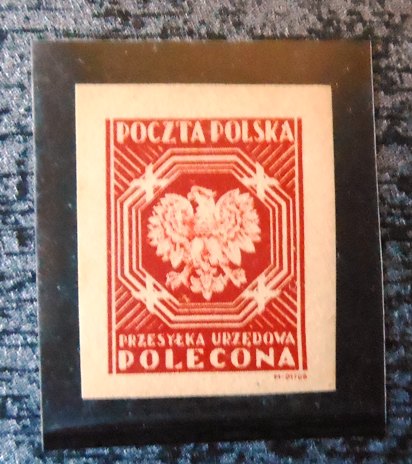 POCZTA POLSKA
PRZESYŁKA URZĘDOWA
POLECONA